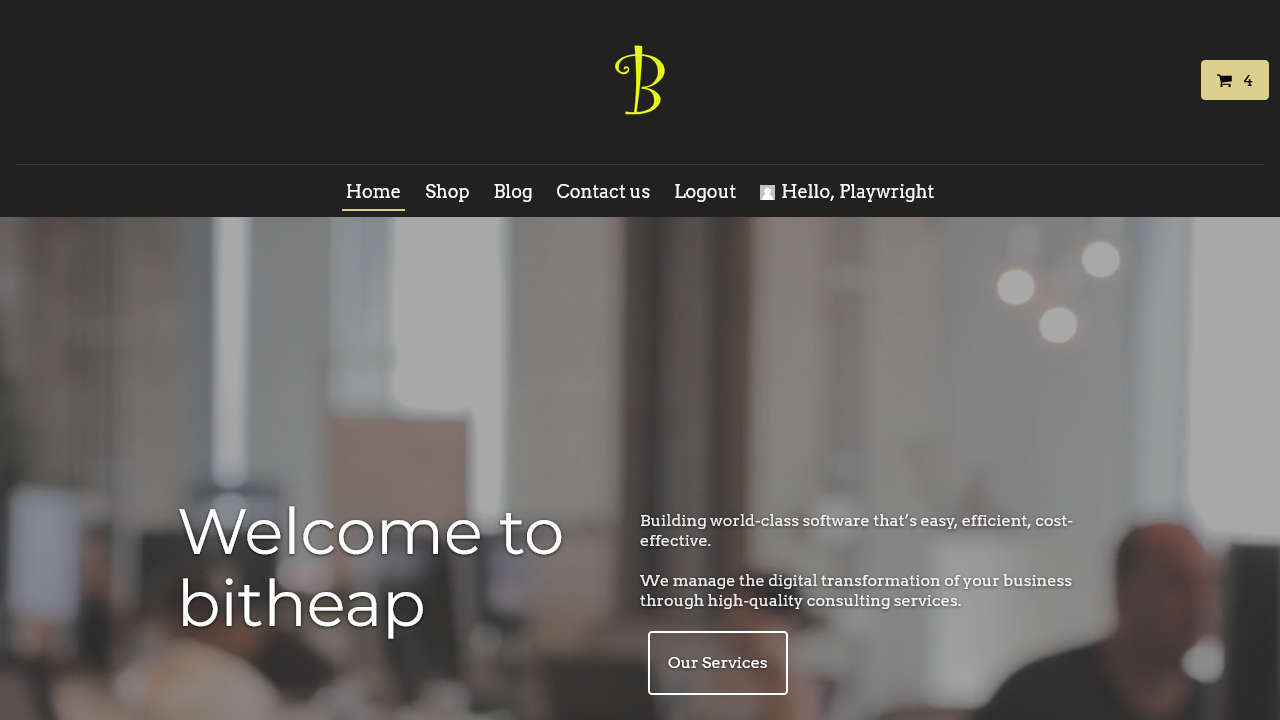 B
4
Home Shop Blog Contact us Logout Hello, Playwright
Welcome to
bitheap
Building world-class software that’s easy, efficient, cost-
effective.
We manage the digital transformation of your business
through high-quality consulting services.
Our Services